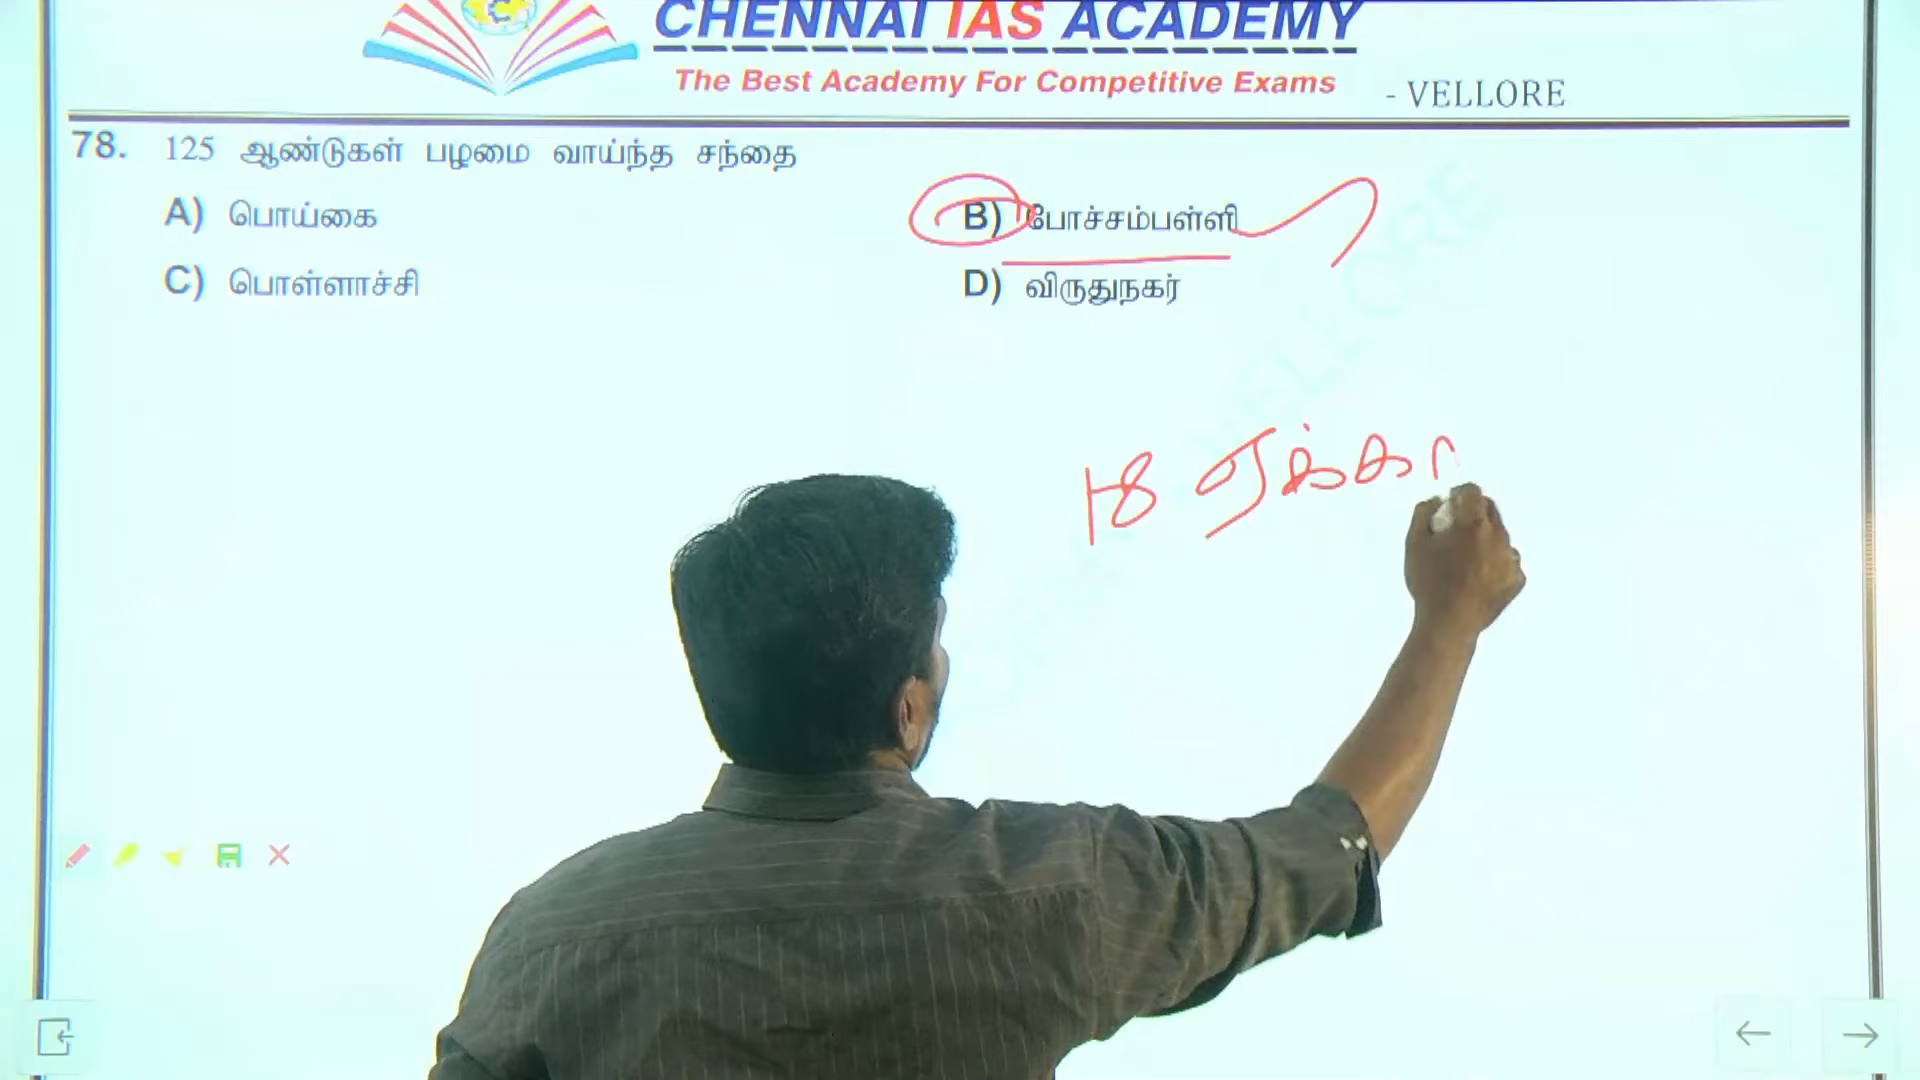 CHENNAI IAS ACADEMY
The Best Academy For Competitive Exams
- VELLORE
78. 125 ஆண்டுகள் பழமை வாய்ந்த சந்தை
A) பொய்கை
B) போச்சம்பள்ளி
C) பொள்ளாச்சி
D) விருதுநகர்
18 ஏக்கா
VELLORE